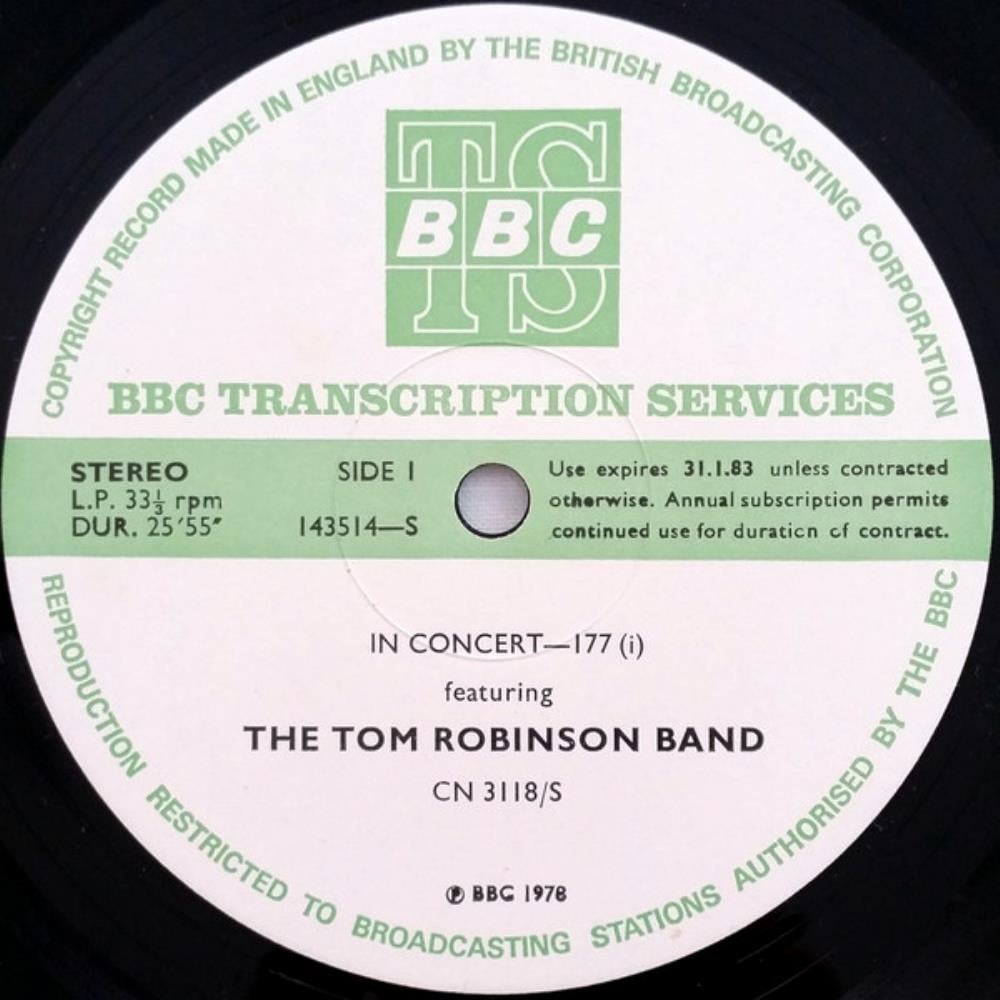 COPYRIGHT RECORD MADE IN ENGLAND BY THE BRITISH BROADCASTING CORPORATION
TS
BBC
TS
BBC TRANSCRIPTION SERVICES
STEREO
L.P. 33⅓ rpm
DUR. 25'55"
SIDE 1
143514—S
Use expires 31.1.83 unless contracted
otherwise. Annual subscription permits
continued use for duration of contract.
IN CONCERT—177 (i)
featuring
THE TOM ROBINSON BAND
CN 3118/S
℗ BBC 1978
REPRODUCTION RESTRICTED TO BROADCASTING STATIONS AUTHORISED BY THE BBC